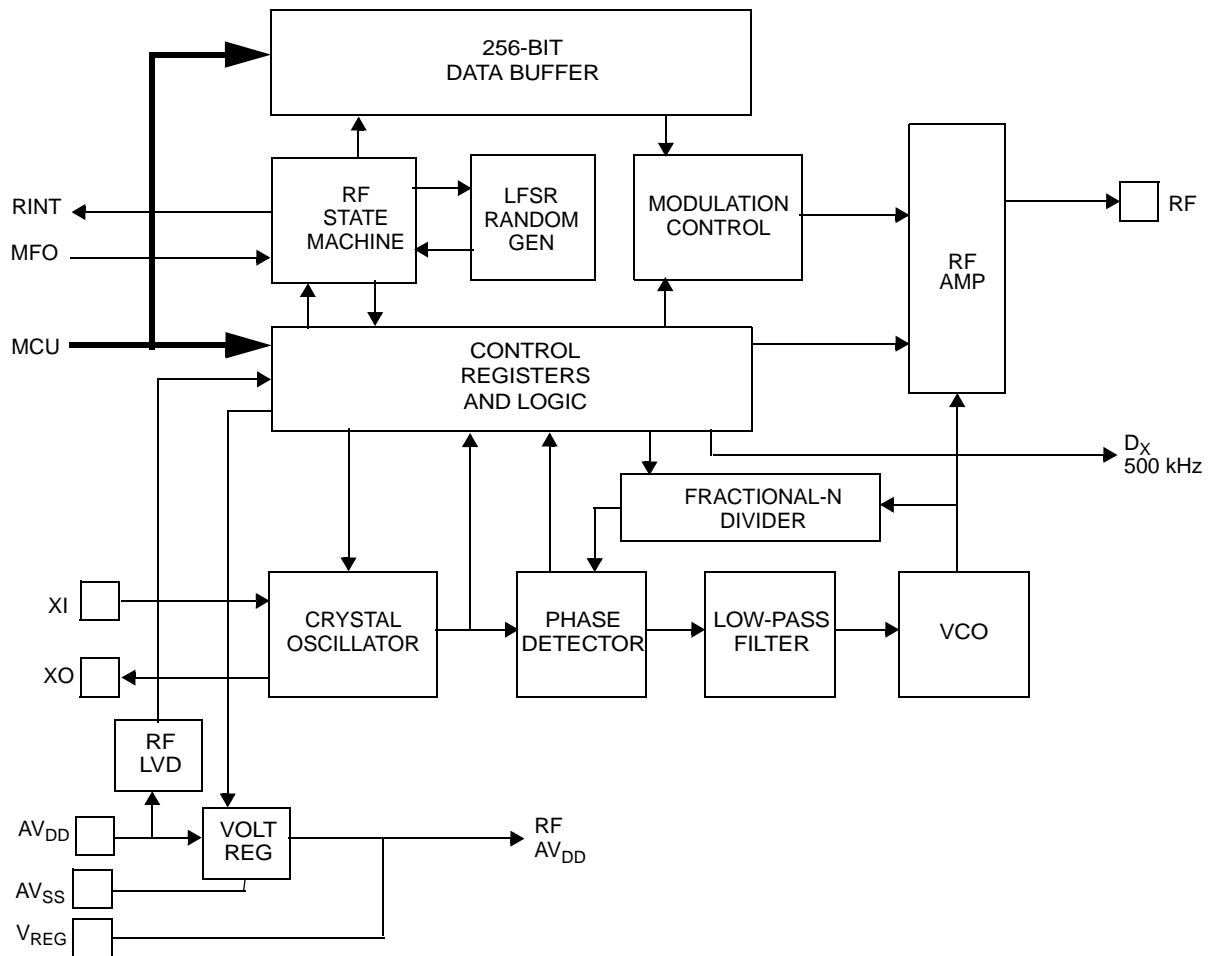 256-BIT
DATA BUFFER
RF
STATE
MACHINE
LFSR
RANDOM
GEN
MODULATION
CONTROL
RF
AMP
RF
RINT
MFO
MCU
CONTROL
REGISTERS
AND LOGIC
DX
500 kHz
FRACTIONAL-N
DIVIDER
XI
XO
CRYSTAL
OSCILLATOR
PHASE
DETECTOR
LOW-PASS
FILTER
VCO
RF
LVD
AVDD
VOLT
REG
RF
AVDD
AVSS
VREG